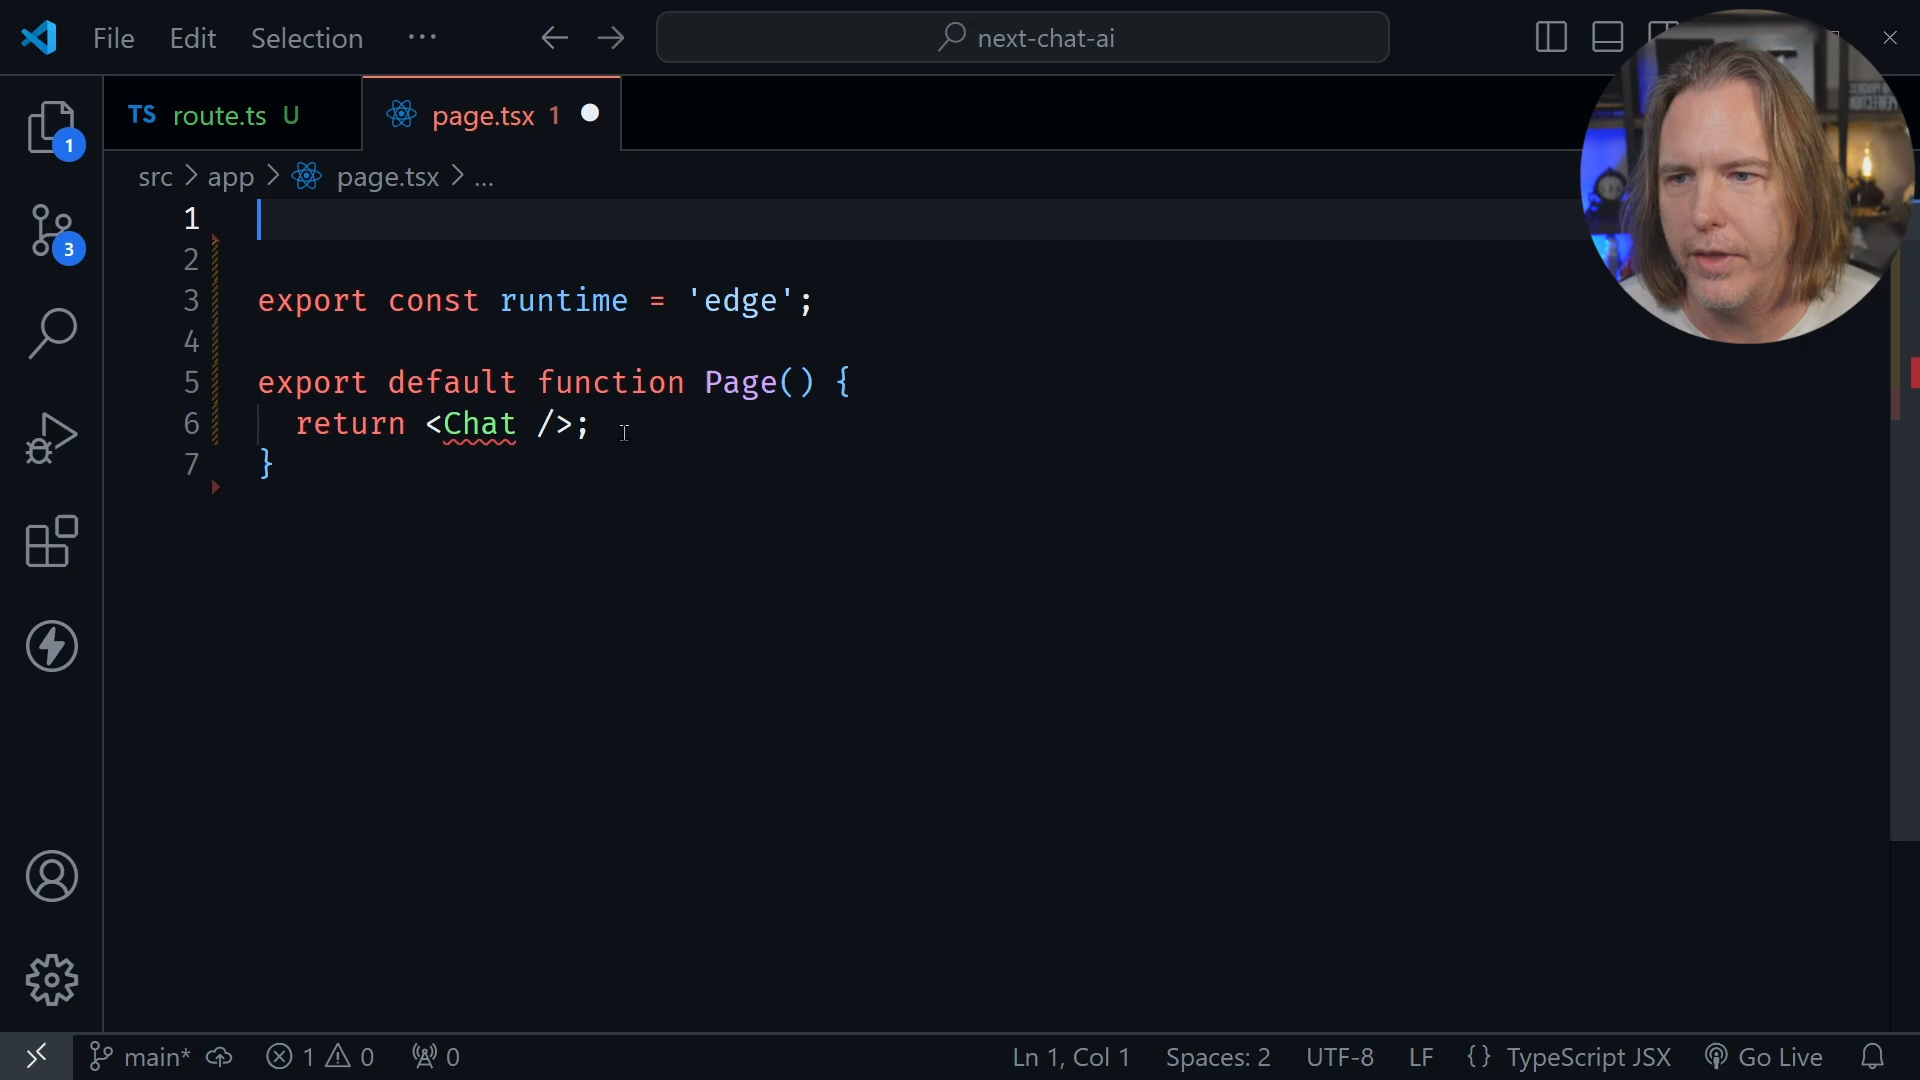 File Edit Selection ··· next-chat-ai
TS route.ts U page.tsx 1
1
src > app > page.tsx > ...
1
2
3 export const runtime = 'edge';
3
4
5 export default function Page() {
6 return <Chat />;
7 }
main* 1 0 0 Ln 1, Col 1 Spaces: 2 UTF-8 LF {} TypeScript JSX Go Live